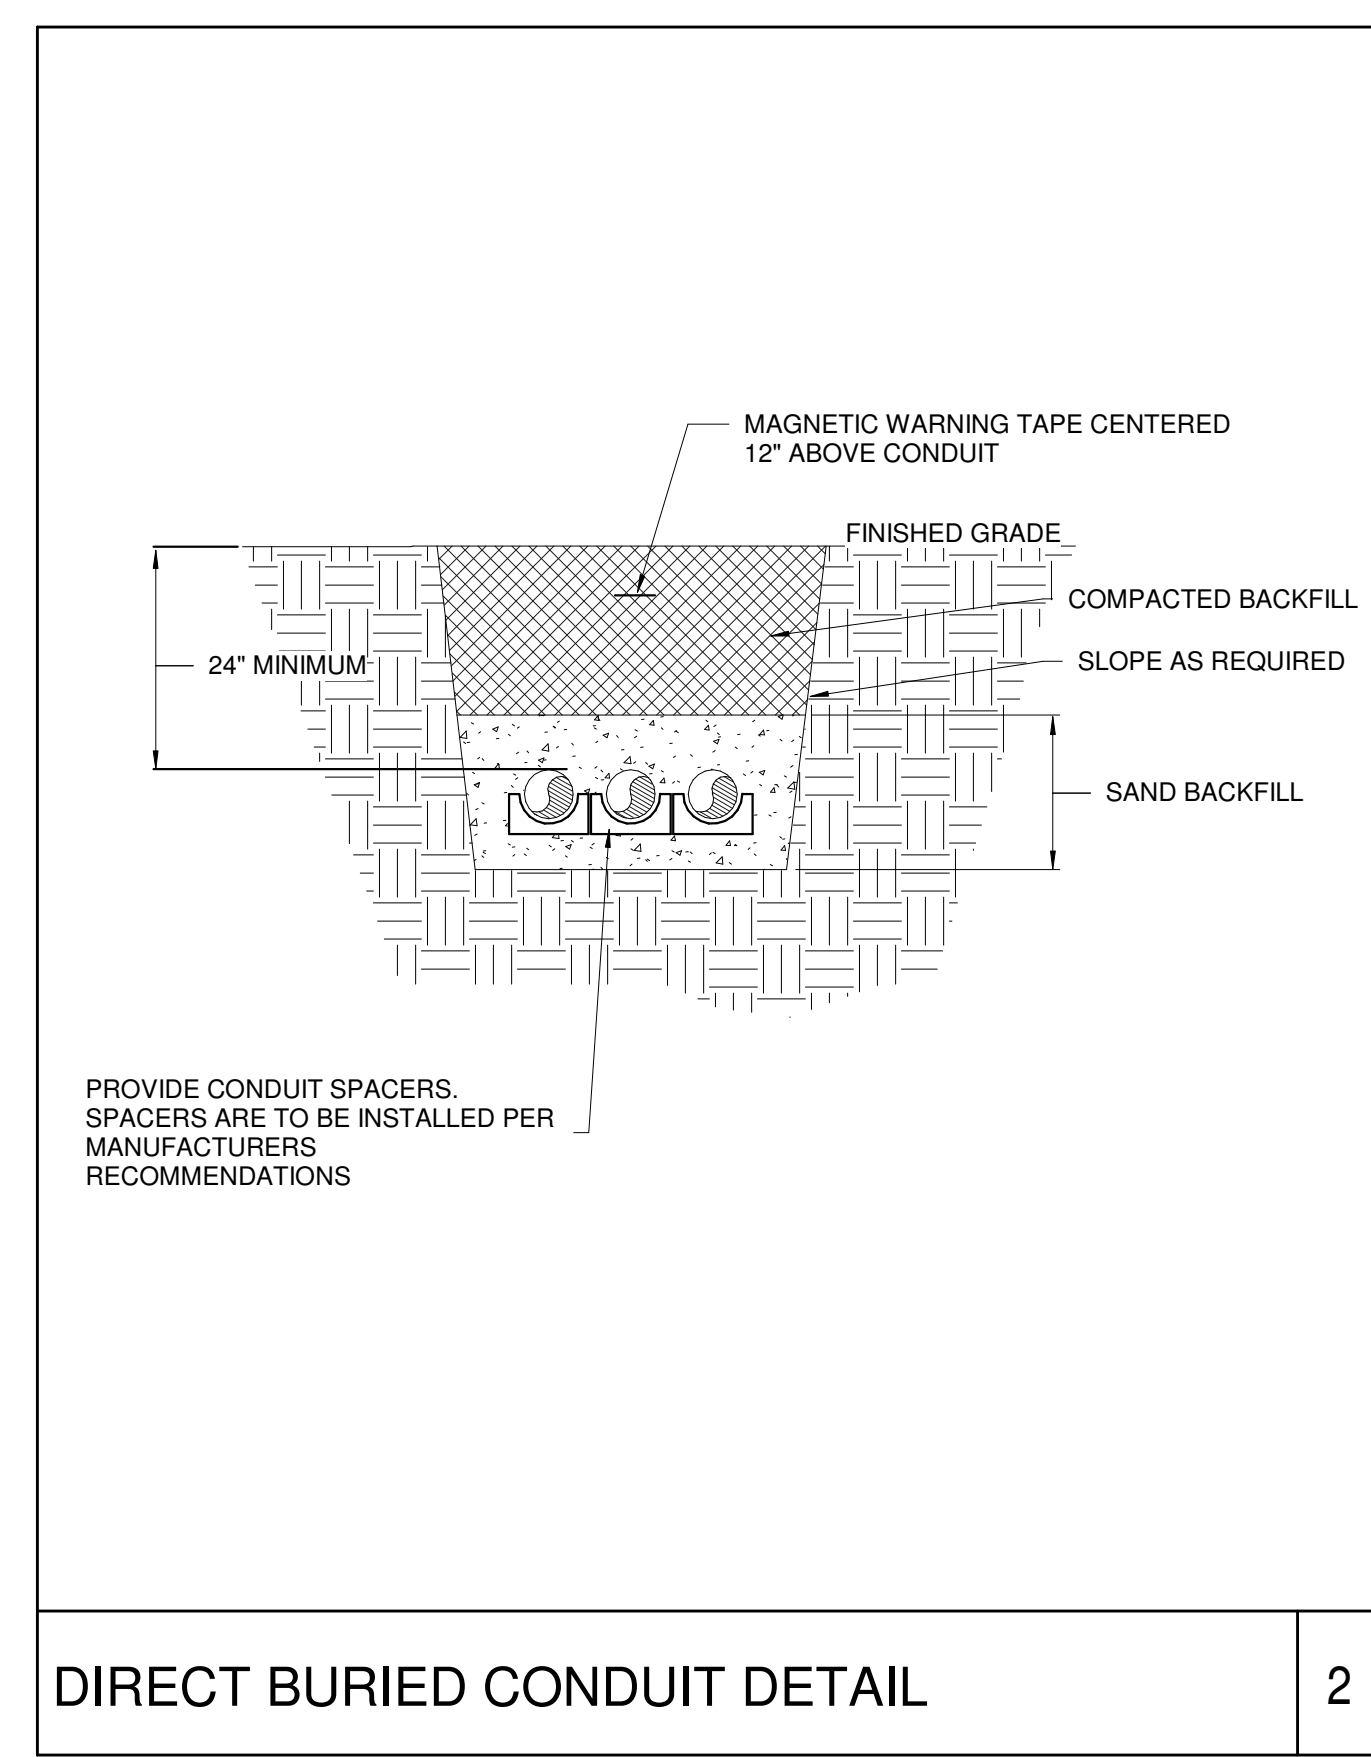 MAGNETIC WARNING TAPE CENTERED
12" ABOVE CONDUIT
FINISHED GRADE
COMPACTED BACKFILL
24" MINIMUM
SLOPE AS REQUIRED
SAND BACKFILL
PROVIDE CONDUIT SPACERS.
SPACERS ARE TO BE INSTALLED PER
MANUFACTURERS
RECOMMENDATIONS
DIRECT BURIED CONDUIT DETAIL
2